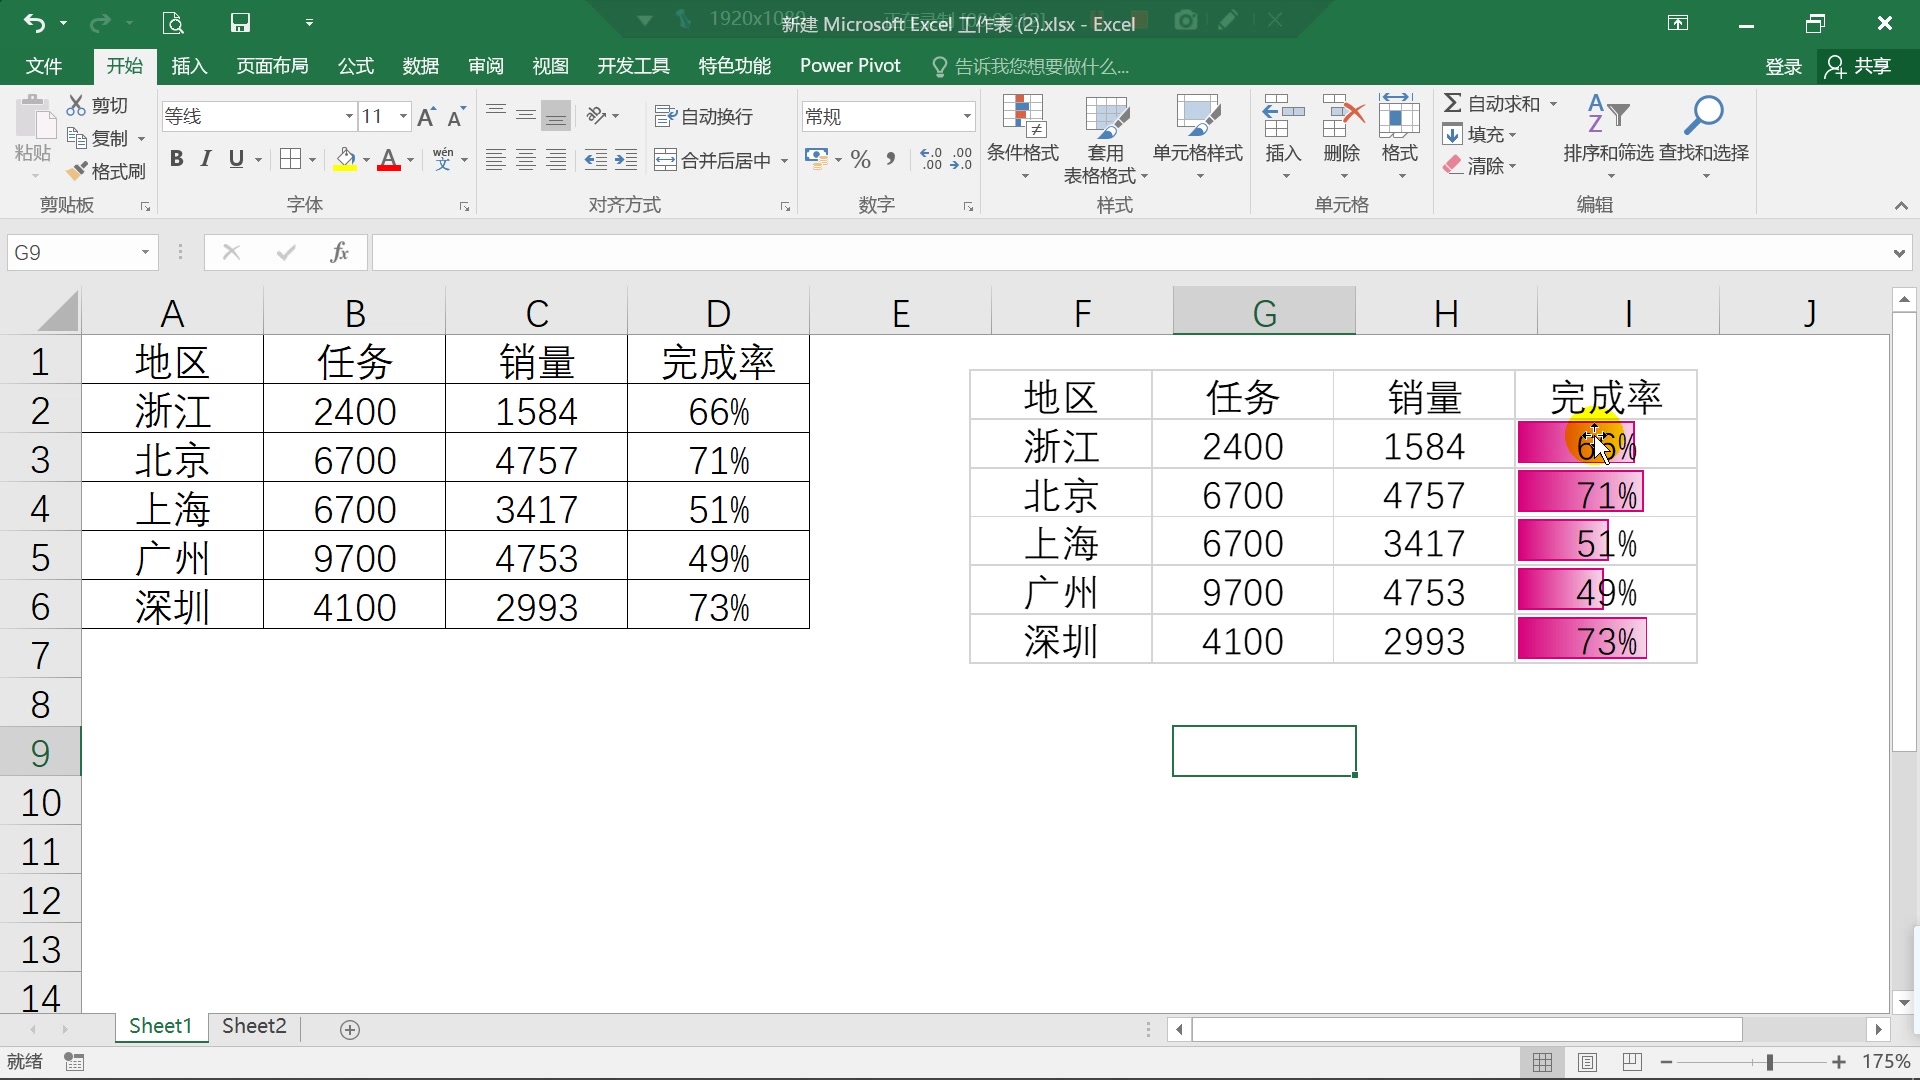 1920x1080
新建 Microsoft Excel 工作表 (2).xlsx - Excel
文件 开始 插入 页面布局 公式 数据 审阅 视图 开发工具 特色功能 Power Pivot 告诉我您想要做什么... 登录 共享
粘贴
剪切
复制
格式刷
剪贴板
等线 11
B I U A wén 文
字体
自动换行
合并后居中
对齐方式
常规
% , .0 .00 .00 .0
数字
条件格式 套用 单元格样式
表格格式
样式
插入 删除 格式
单元格
Σ 自动求和
填充
清除
排序和筛选 查找和选择
编辑
G9 fx
A B C D E F G H I J
1 地区 任务 销量 完成率
2 浙江 2400 1584 66%
3 北京 6700 4757 71%
4 上海 6700 3417 51%
5 广州 9700 4753 49%
6 深圳 4100 2993 73%
7
8
9
10
11
12
13
14
地区 任务 销量 完成率
浙江 2400 1584 66%
北京 6700 4757 71%
上海 6700 3417 51%
广州 9700 4753 49%
深圳 4100 2993 73%
Sheet1 Sheet2
就绪 175%